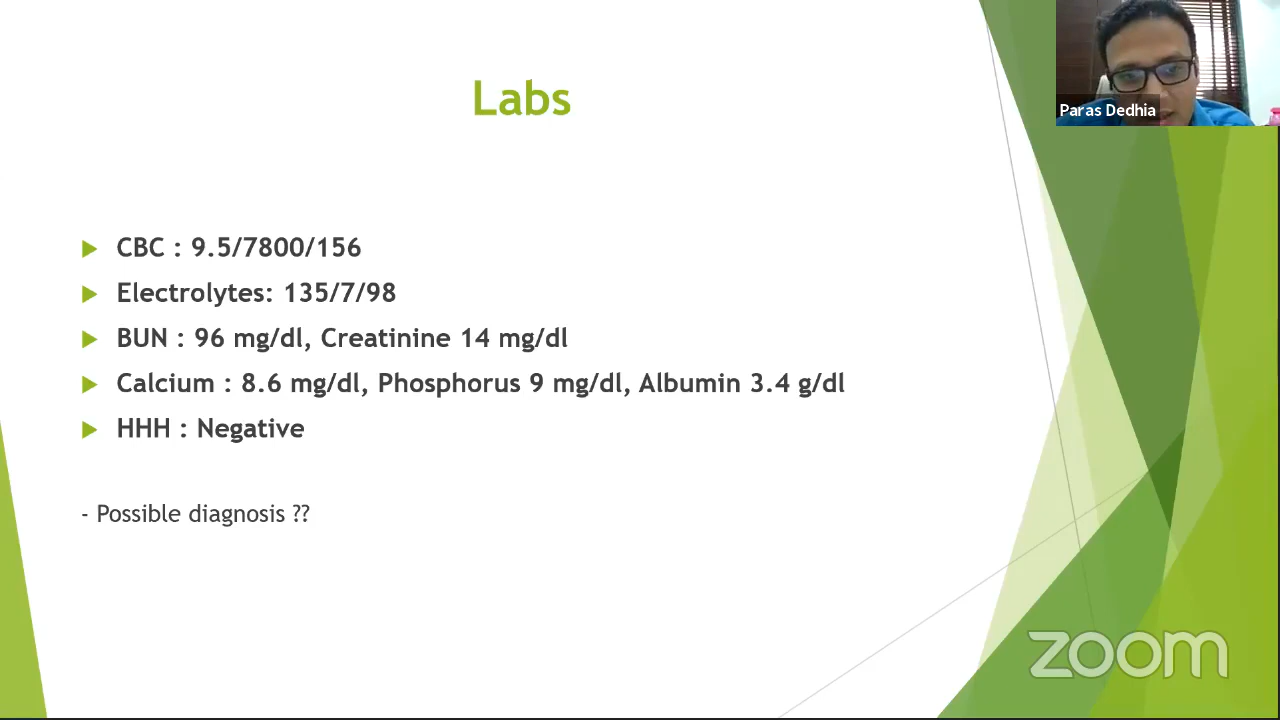 Labs
Paras Dedhia
CBC : 9.5/7800/156
Electrolytes: 135/7/98
BUN : 96 mg/dl, Creatinine 14 mg/dl
Calcium : 8.6 mg/dl, Phosphorus 9 mg/dl, Albumin 3.4 g/dl
HHH : Negative
- Possible diagnosis ??
zoom